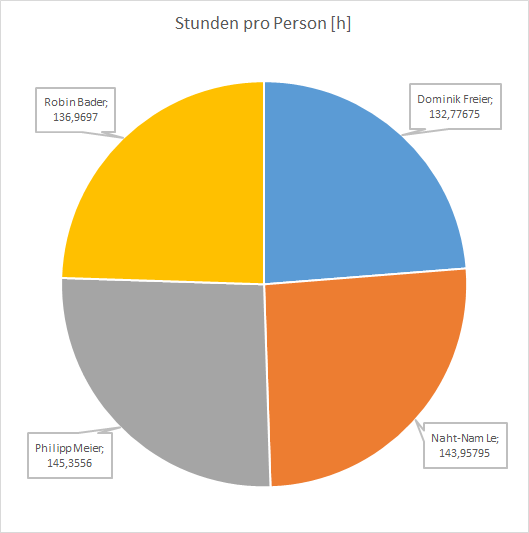 Stunden pro Person [h]
Robin Bader;
136,9697
Dominik Freier;
132,77675
Philipp Meier;
145,3556
Naht-Nam Le;
143,95795